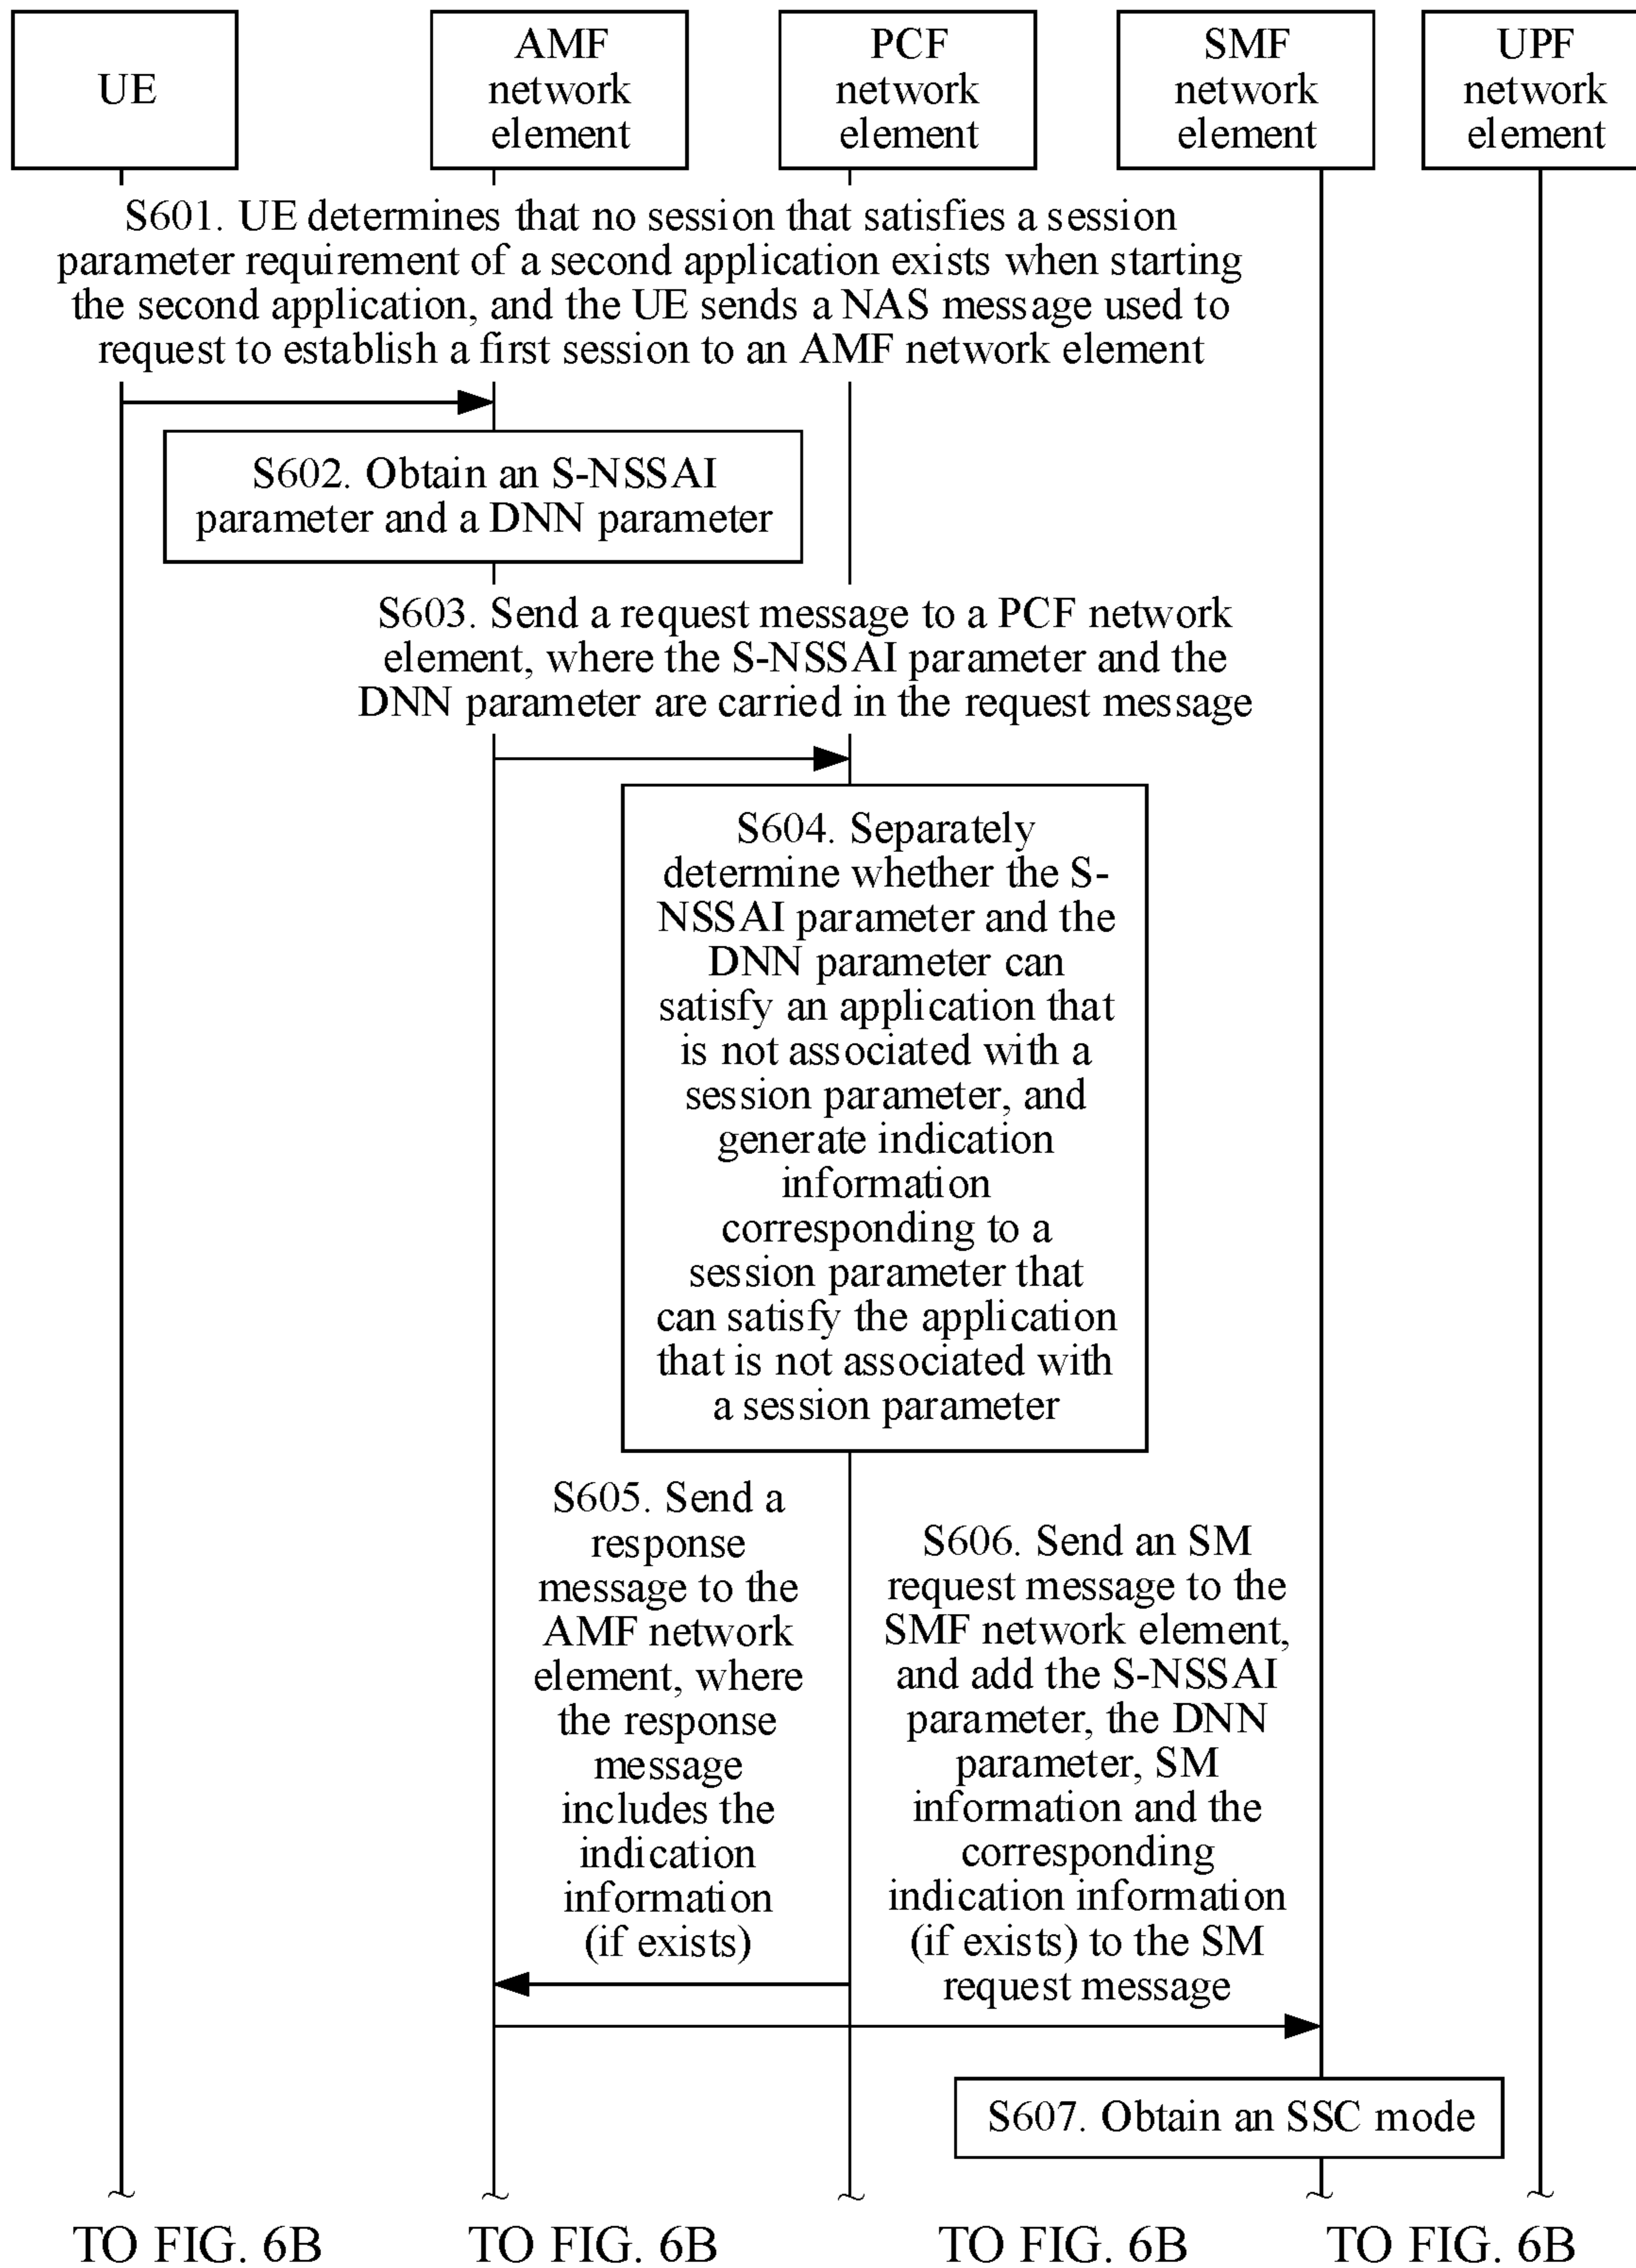 UE
AMF
network
element
PCF
network
element
SMF
network
element
UPF
network
element
S601. UE determines that no session that satisfies a session
parameter requirement of a second application exists when starting
the second application, and the UE sends a NAS message used to
request to establish a first session to an AMF network element
S602. Obtain an S-NSSAI
parameter and a DNN parameter
S603. Send a request message to a PCF network
element, where the S-NSSAI parameter and the
DNN parameter are carried in the request message
S604. Separately
determine whether the S-
NSSAI parameter and the
DNN parameter can
satisfy an application that
is not associated with a
session parameter, and
generate indication
information
corresponding to a
session parameter that
can satisfy the application
that is not associated with
a session parameter
S605. Send a
response
message to the
AMF network
element, where
the response
message
includes the
indication
information
(if exists)
S606. Send an SM
request message to the
SMF network element,
and add the S-NSSAI
parameter, the DNN
parameter, SM
information and the
corresponding
indication information
(if exists) to the SM
request message
S607. Obtain an SSC mode
TO FIG. 6B
TO FIG. 6B
TO FIG. 6B
TO FIG. 6B